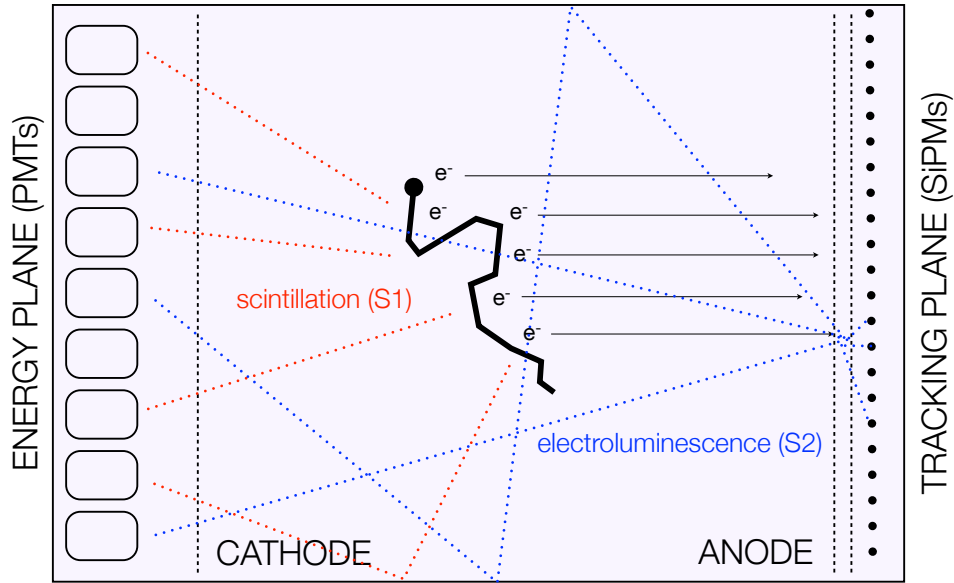 ENERGY PLANE (PMTs)
e-
e-
e-
e-
scintillation (S1)
e-
e-
electroluminescence (S2)
CATHODE
ANODE
TRACKING PLANE (SiPMs)